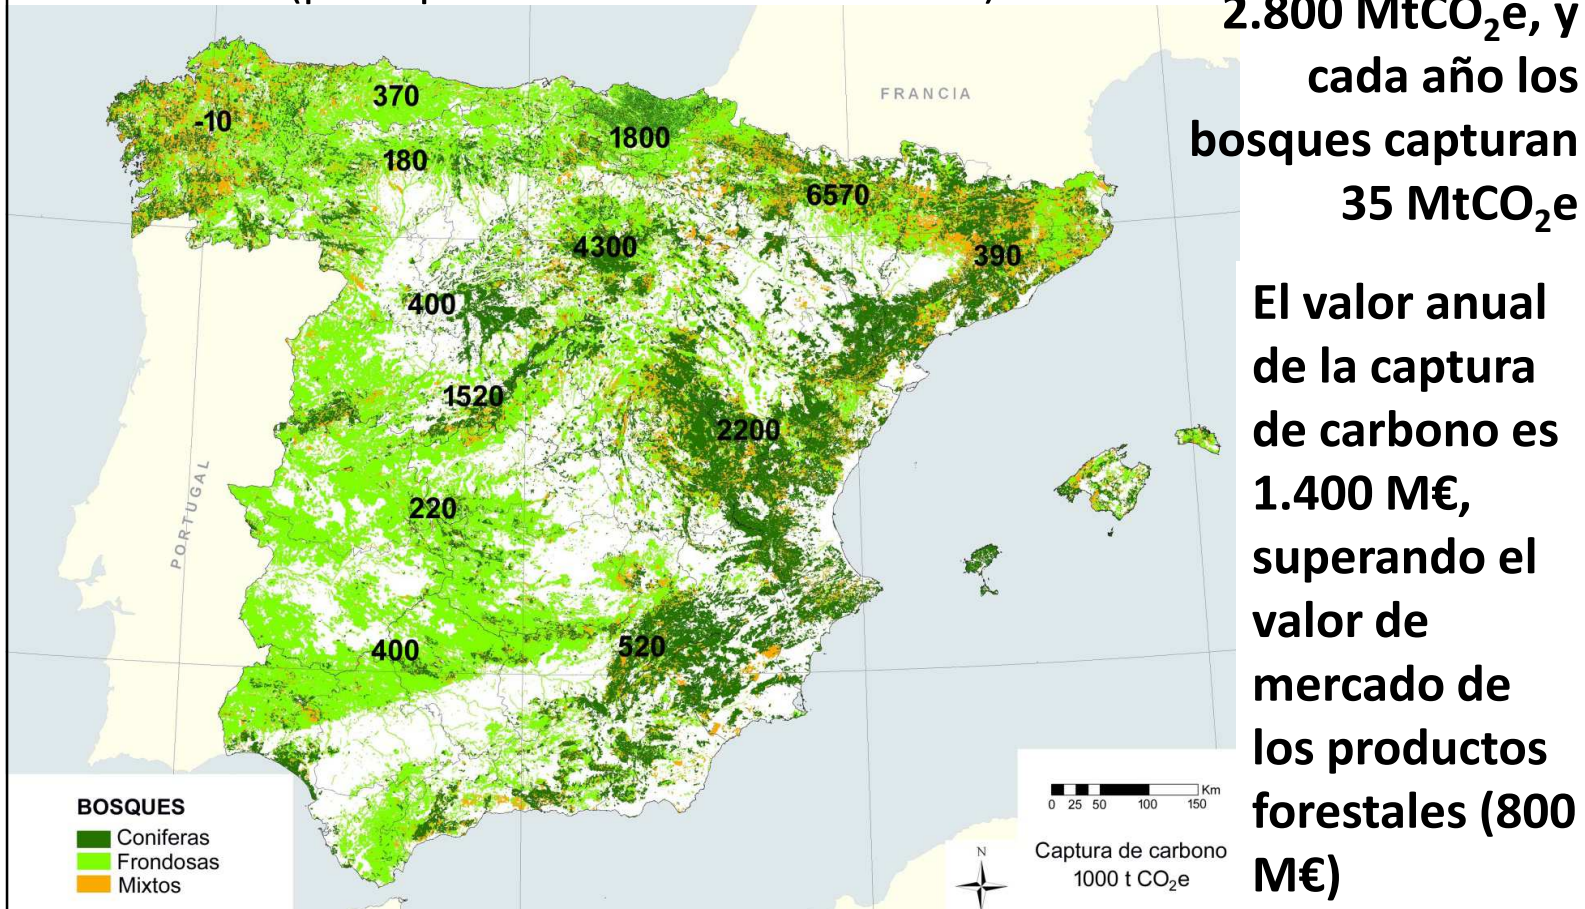 2.800 MtCO₂e, y
cada año los
bosques capturan
35 MtCO₂e
El valor anual
de la captura
de carbono es
1.400 M€,
superando el
valor de
mercado de
los productos
forestales (800
M€)
FRANCIA
PORTUGAL
370
-10
1800
180
6570
4300
390
400
1520
2200
220
400
520
BOSQUES
Coniferas
Frondosas
Mixtos
Km
0 25 50 100 150
N
Captura de carbono
1000 t CO₂e